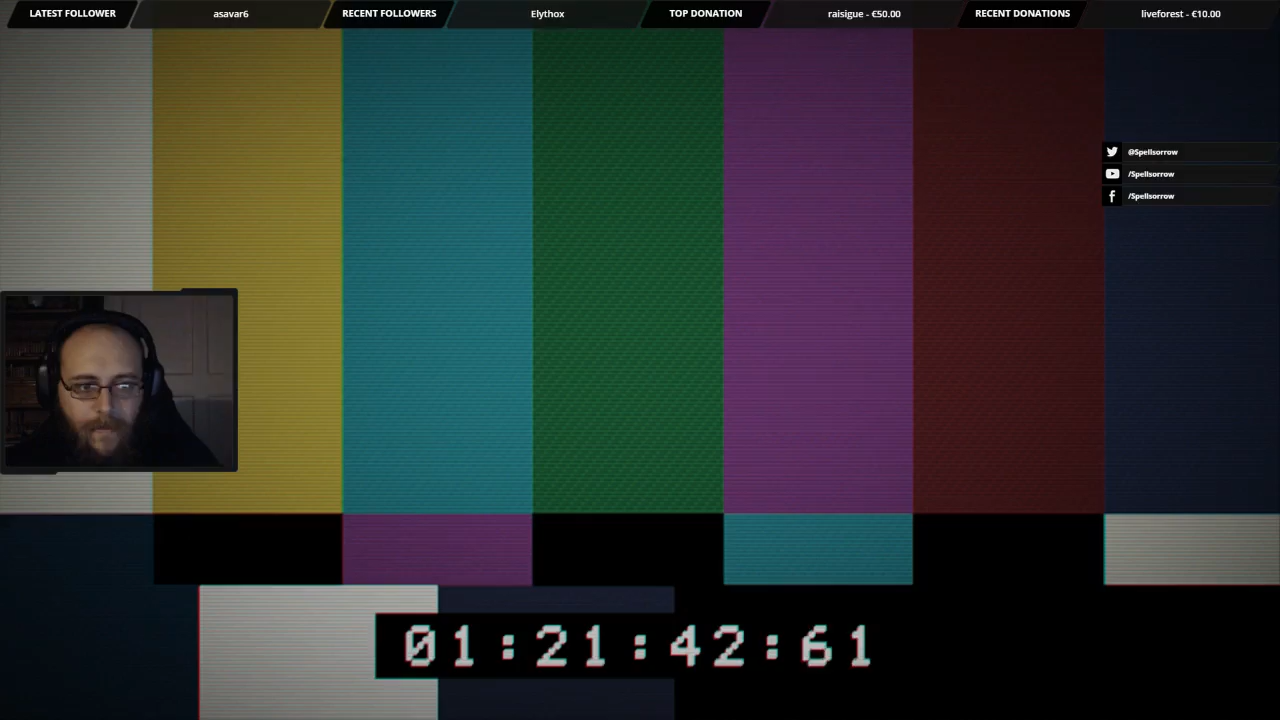 LATEST FOLLOWER asavar6 RECENT FOLLOWERS Elythox TOP DONATION raisigue - €50.00 RECENT DONATIONS liveforest - €10.00
@Spellsorrow
/Spellsorrow
/Spellsorrow
01:21:42:61